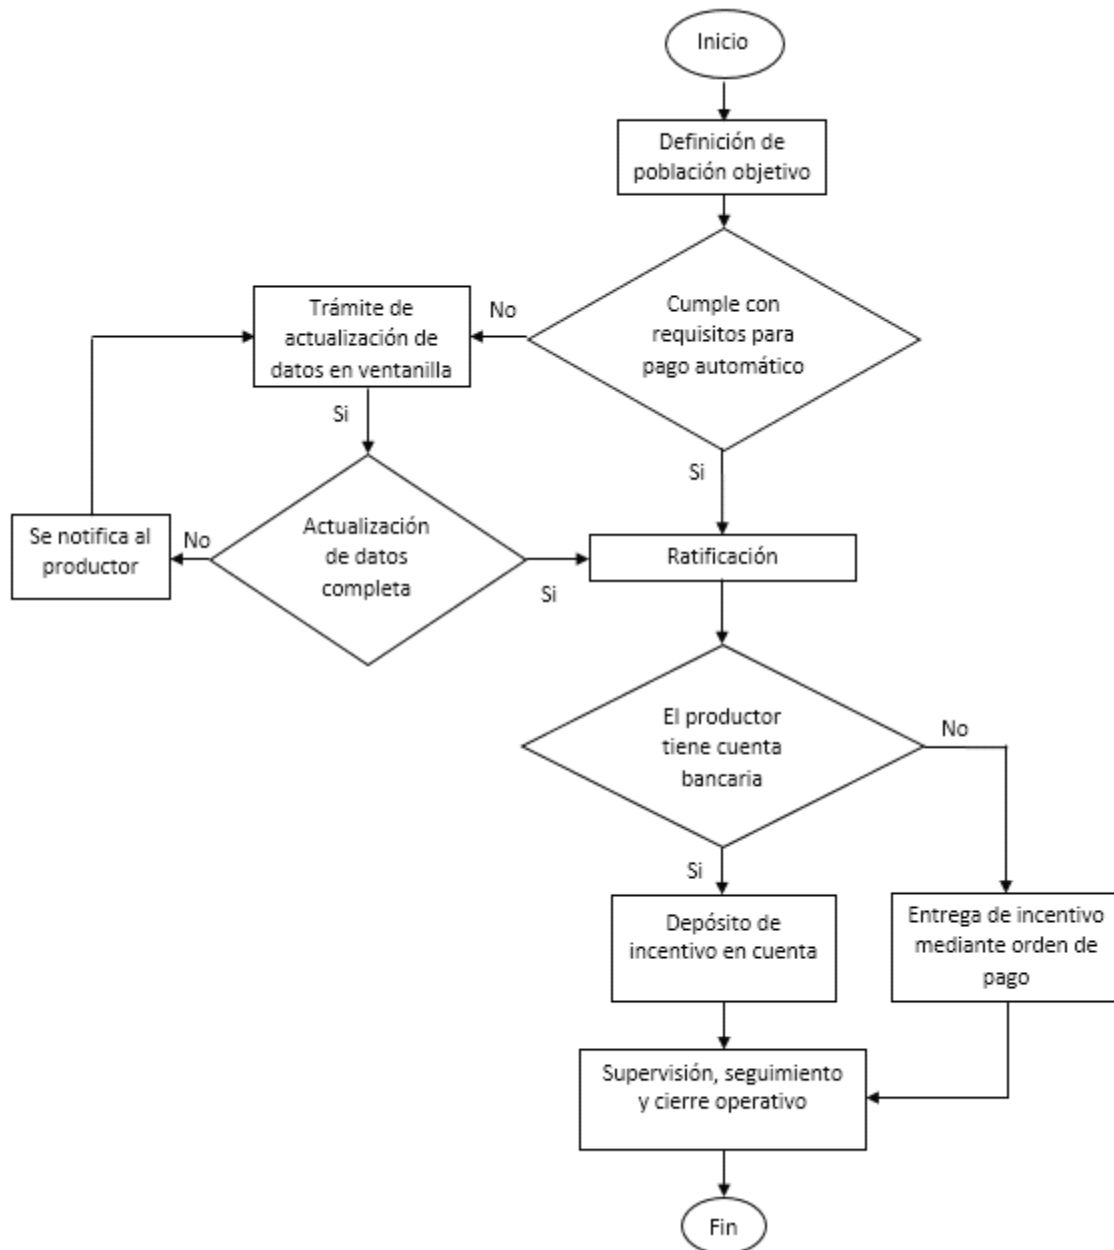 Inicio
Definición de
población objetivo
Cumple con
requisitos para
pago automático
No
Trámite de
actualización de
datos en ventanilla
Si
Si
Actualización
de datos
completa
No
Se notifica al
productor
Si
Ratificación
El productor
tiene cuenta
bancaria
No
Si
Depósito de
incentivo en cuenta
Entrega de incentivo
mediante orden de
pago
Supervisión, seguimiento
y cierre operativo
Fin